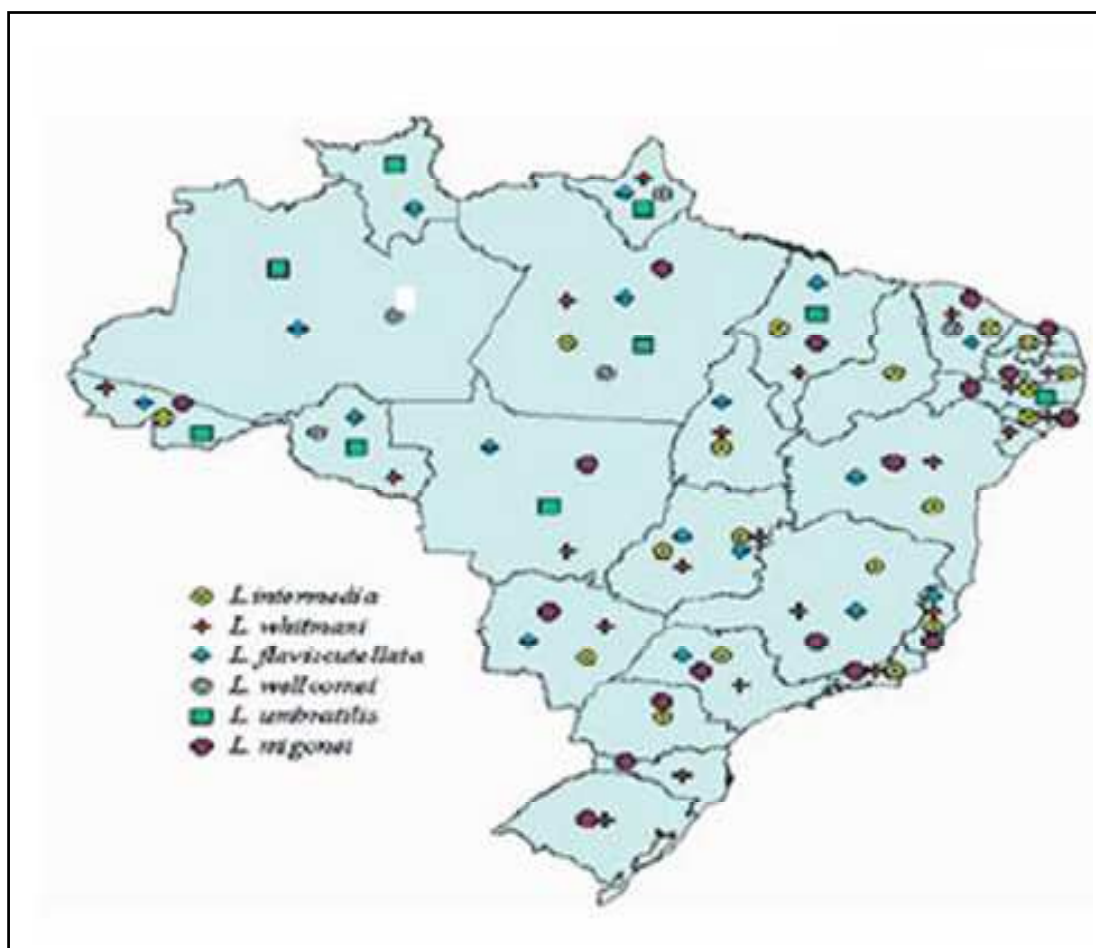 L. intermedia
L. whitmani
L. flaviscutellata
L. wellcomei
L. umbratilis
L. migonei